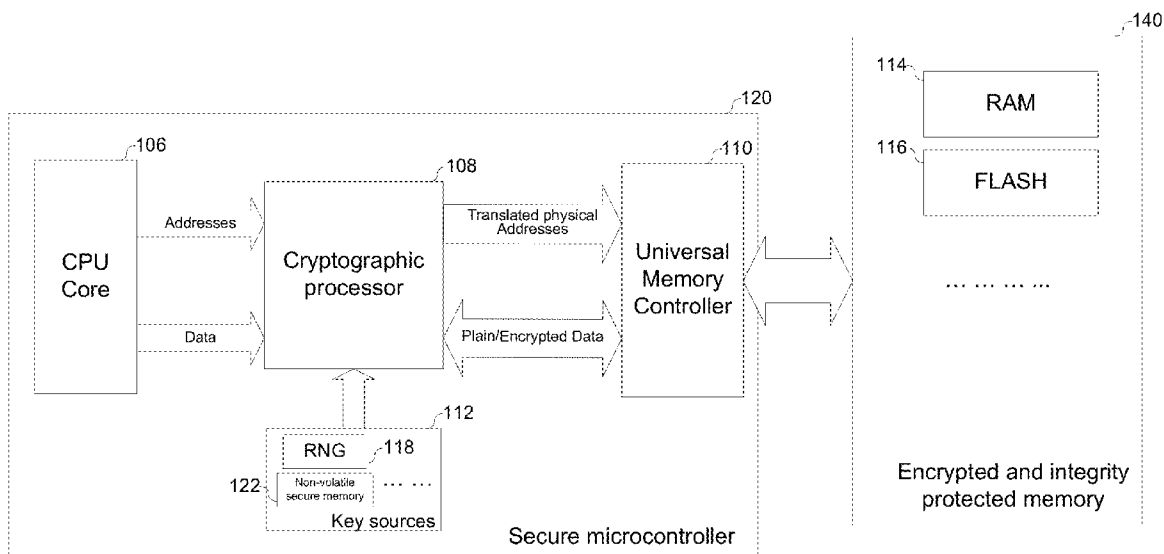 140
114
RAM
120
106
110
116
108
FLASH
Addresses
Translated physical
Addresses
CPU
Core
Cryptographic
processor
Universal
Memory
Controller
... ... ... ...
Data
Plain/Encrypted Data
112
RNG
118
122
Non-volatile
secure memory
... ...
Key sources
Encrypted and integrity
protected memory
Secure microcontroller